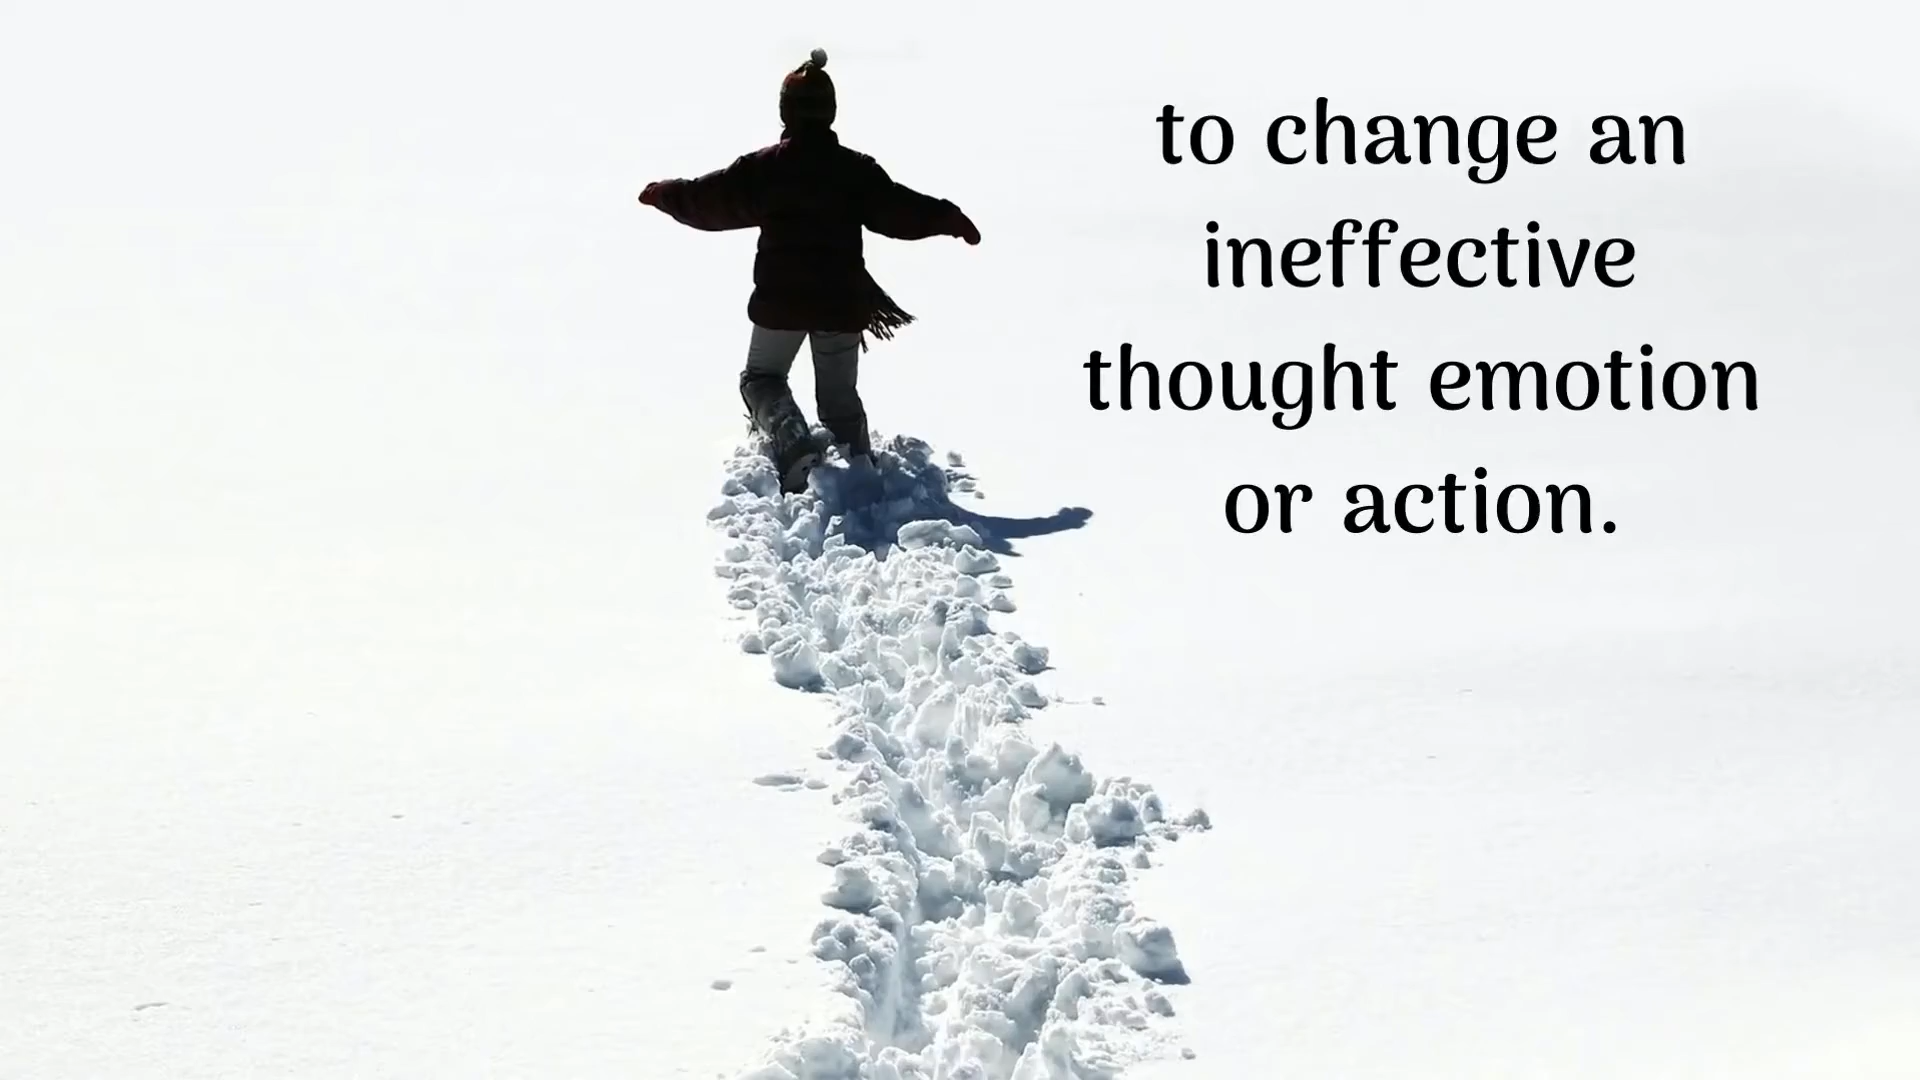 to change an
ineffective
thought emotion
or action.